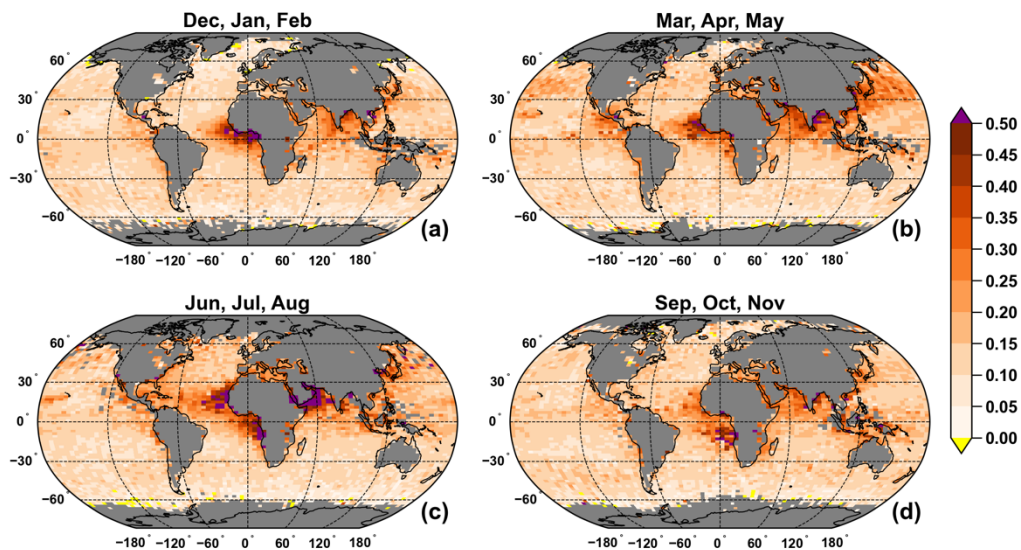 Dec, Jan, Feb
60°
30°
0°
−30°
−60°
(a)
−180 −120 −60 0 60 120 180
Mar, Apr, May
60°
30°
0°
−30°
−60°
(b)
−180 −120 −60 0 60 120 180
Jun, Jul, Aug
60°
30°
0°
−30°
−60°
(c)
−180 −120 −60 0 60 120 180
Sep, Oct, Nov
60°
30°
0°
−30°
−60°
(d)
−180 −120 −60 0 60 120 180
0.50
0.45
0.40
0.35
0.30
0.25
0.20
0.15
0.10
0.05
0.00